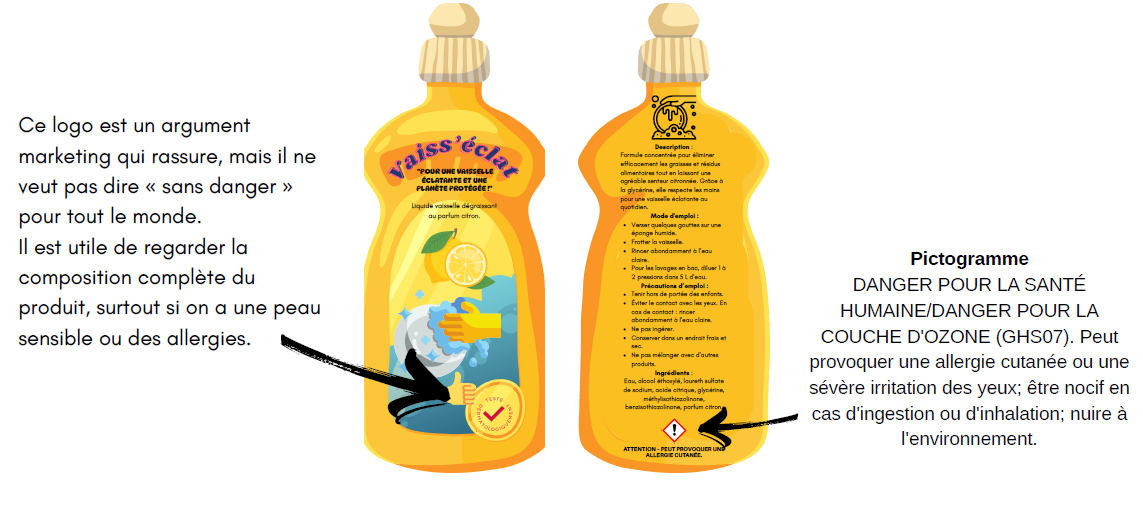 Ce logo est un argument
marketing qui rassure, mais il ne
veut pas dire « sans danger »
pour tout le monde.
Il est utile de regarder la
composition complète du
produit, surtout si on a une peau
sensible ou des allergies.
Vaiss'éclat
"POUR UNE VAISSELLE
ÉCLATANTE ET UNE
PLANÈTE PROTÉGÉE !"
Liquide vaisselle dégraissant
au parfum citron.
TESTÉ
DERMATOLOGIQUEMENT
Description :
Formule concentrée pour éliminer
efficacement les graisses et résidus
alimentaires tout en laissant une
agréable senteur citronnée. Grâce à
la glycérine, elle respecte les mains
pour une vaisselle éclatante au
quotidien.
Mode d'emploi :
• Verser quelques gouttes sur une
éponge humide.
• Frotter la vaisselle.
• Rincer abondamment à l'eau
claire.
• Pour les lavages en bac, diluer 1 à
2 pressions dans 5 L d'eau.
Précautions d'emploi :
• Tenir hors de portée des enfants.
• Éviter le contact avec les yeux. En
cas de contact : rincer
abondamment à l'eau claire.
• Ne pas ingérer.
• Conserver dans un endroit frais et
sec.
• Ne pas mélanger avec d'autres
produits.
Ingrédients :
Eau, alcool éthoxylé, laureth sulfate
de sodium, acide citrique, glycérine,
méthylisothiazolinone,
benzisothiazolinone, parfum citron.
!
ATTENTION - PEUT PROVOQUER UNE
ALLERGIE CUTANÉE.
Pictogramme
DANGER POUR LA SANTÉ
HUMAINE/DANGER POUR LA
COUCHE D'OZONE (GHS07). Peut
provoquer une allergie cutanée ou une
sévère irritation des yeux; être nocif en
cas d'ingestion ou d'inhalation; nuire à
l'environnement.